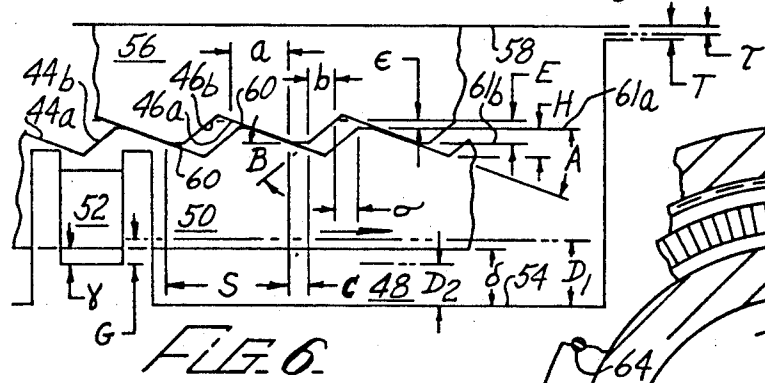 56 a 58 τ
T
44b 46b b ε E 61b H 61a
44a 46a 60
B A
60
52 50 σ
γ S C 48 D2 δ 54 D1
G
FIG. 6.
64